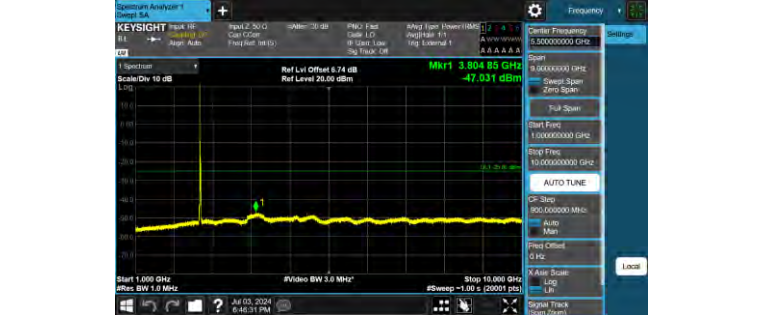 Spectrum Analyzer 1
Swept SA
+
Frequency
KEYSIGHT
Input: RF
Align: Auto
Input Z: 50 Ω
Freq Ref: Int (S)
PNO: Fast
Gate: LO
IF Gain: Low
Sig Track: Off
Avg Type: Power (RMS)
Avg|Hold: 1/1
Trig: External 1
A A A A A A
1 Spectrum
Scale/Div 10 dB
Log
Ref Lvl Offset 6.74 dB
Ref Level 20.00 dBm
Mkr1 3.804 85 GHz
-47.031 dBm
1
Start 1.000 GHz
#Res BW 1.0 MHz
#Video BW 3.0 MHz*
Stop 10.000 GHz
#Sweep ~1.00 s (20001 pts)
Jul 03, 2024
6:46:31 PM
Center Frequency
5.500000000 GHz
Settings
Span
9.00000000 GHz
Swept Span
Zero Span
Full Span
Start Freq
1.000000000 GHz
Stop Freq
10.000000000 GHz
AUTO TUNE
CF Step
900.000000 MHz
Auto
Man
Freq Offset
0 Hz
X Axis Scale
Log
Lin
Local
Signal Track
(Span Zoom)